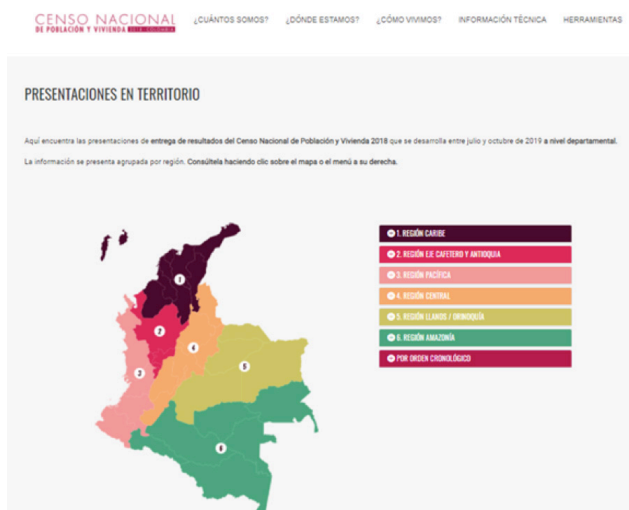 CENSO NACIONAL
DE POBLACIÓN Y VIVIENDA 2018 COLOMBIA
¿CUÁNTOS SOMOS?
¿DÓNDE ESTAMOS?
¿CÓMO VIVIMOS?
INFORMACIÓN TÉCNICA
HERRAMIENTAS
PRESENTACIONES EN TERRITORIO
Aquí encuentra las presentaciones de entrega de resultados del Censo Nacional de Población y Vivienda 2018 que se desarrolla entre julio y octubre de 2019 a nivel departamental.
La información se presenta agrupada por región. Consúltela haciendo clic sobre el mapa o el menú a su derecha.
1
2
3
4
5
6
1. REGIÓN CARIBE
2. REGIÓN EJE CAFETERO Y ANTIOQUIA
3. REGIÓN PACÍFICA
4. REGIÓN CENTRAL
5. REGIÓN LLANOS / ORINOQUÍA
6. REGIÓN AMAZONÍA
POR ORDEN CRONOLÓGICO